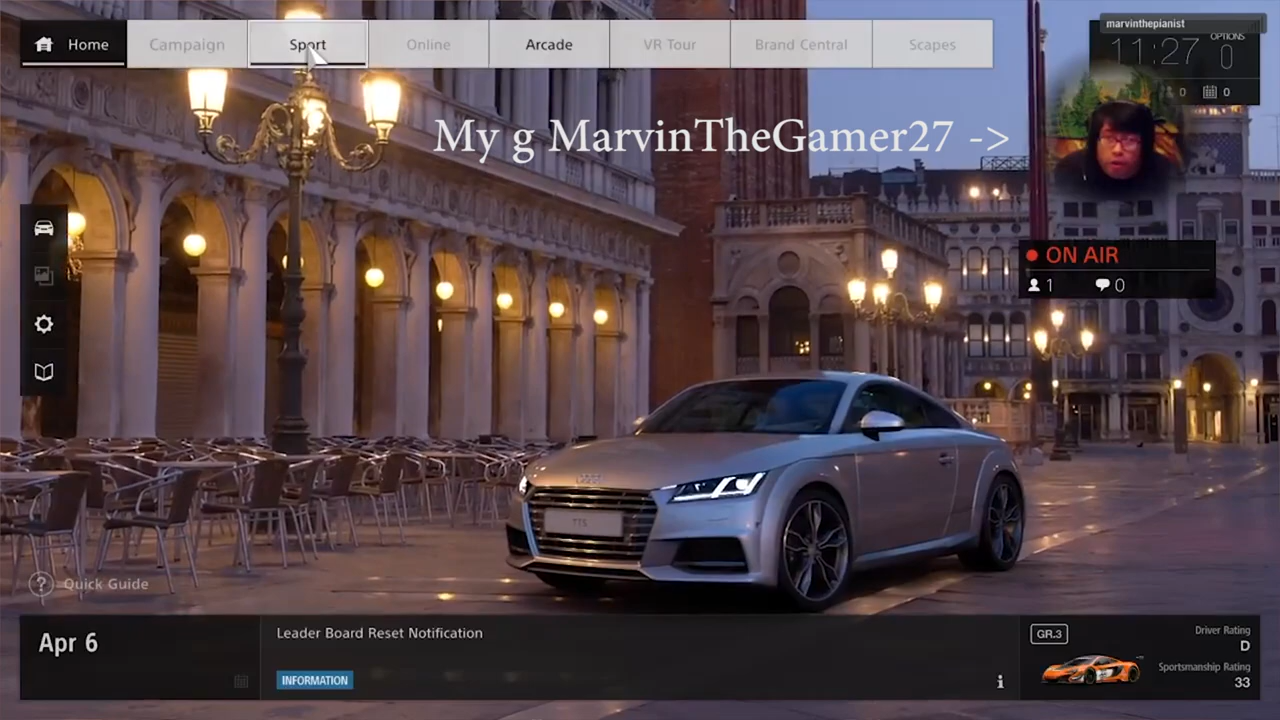 Home
Campaign
Sport
Online
Arcade
VR Tour
Brand Central
Scapes
marvinthepianist
OPTIONS
11:27
0
0 0
My g MarvinTheGamer27 ->
ON AIR
1 0
TTS
? Quick Guide
Apr 6
Leader Board Reset Notification
INFORMATION
i
GR.3
Driver Rating
D
Sportsmanship Rating
33